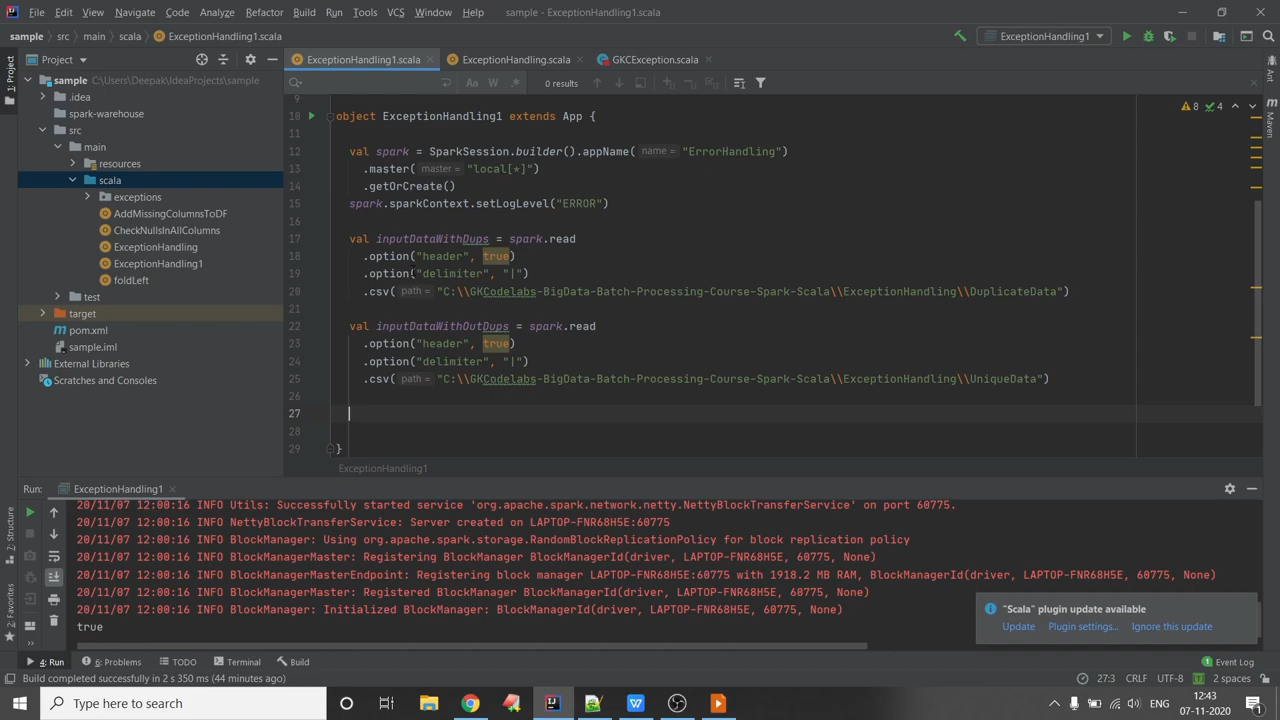 File Edit View Navigate Code Analyze Refactor Build Run Tools VCS Window Help sample - ExceptionHandling1.scala
sample src main scala ExceptionHandling1.scala ExceptionHandling1
1: Project
Project
ExceptionHandling1.scala ExceptionHandling.scala GKCException.scala
Ant
Maven
sample C:\Users\Deepak\IdeaProjects\sample
.idea
spark-warehouse
src
main
resources
scala
exceptions
AddMissingColumnsToDF
CheckNullsInAllColumns
ExceptionHandling
ExceptionHandling1
foldLeft
test
target
pom.xml
sample.iml
External Libraries
Scratches and Consoles
Aa W .* 0 results
8 4
9
10 object ExceptionHandling1 extends App {
11
12 val spark = SparkSession.builder().appName( name = "ErrorHandling")
13 .master( master = "local[*]")
14 .getOrCreate()
15 spark.sparkContext.setLogLevel("ERROR")
16
17 val inputDataWithDups = spark.read
18 .option("header", true)
19 .option("delimiter", "|")
20 .csv( path = "C:\\GKCodelabs-BigData-Batch-Processing-Course-Spark-Scala\\ExceptionHandling\\DuplicateData")
21
22 val inputDataWithOutDups = spark.read
23 .option("header", true)
24 .option("delimiter", "|")
25 .csv( path = "C:\\GKCodelabs-BigData-Batch-Processing-Course-Spark-Scala\\ExceptionHandling\\UniqueData")
26
27
28
29 }
ExceptionHandling1
Run: ExceptionHandling1
7: Structure
2: Favorites
20/11/07 12:00:16 INFO Utils: Successfully started service 'org.apache.spark.network.netty.NettyBlockTransferService' on port 60775.
20/11/07 12:00:16 INFO NettyBlockTransferService: Server created on LAPTOP-FNR68H5E:60775
20/11/07 12:00:16 INFO BlockManager: Using org.apache.spark.storage.RandomBlockReplicationPolicy for block replication policy
20/11/07 12:00:16 INFO BlockManagerMaster: Registering BlockManager BlockManagerId(driver, LAPTOP-FNR68H5E, 60775, None)
20/11/07 12:00:16 INFO BlockManagerMasterEndpoint: Registering block manager LAPTOP-FNR68H5E:60775 with 1918.2 MB RAM, BlockManagerId(driver, LAPTOP-FNR68H5E, 60775, None)
20/11/07 12:00:16 INFO BlockManagerMaster: Registered BlockManager BlockManagerId(driver, LAPTOP-FNR68H5E, 60775, None)
20/11/07 12:00:16 INFO BlockManager: Initialized BlockManager: BlockManagerId(driver, LAPTOP-FNR68H5E, 60775, None)
true
"Scala" plugin update available
Update Plugin settings... Ignore this update
4: Run 6: Problems TODO Terminal Build 1 Event Log
Build completed successfully in 2 s 350 ms (44 minutes ago) 27:3 CRLF UTF-8 2 spaces
Type here to search
ENG
12:43
07-11-2020
1